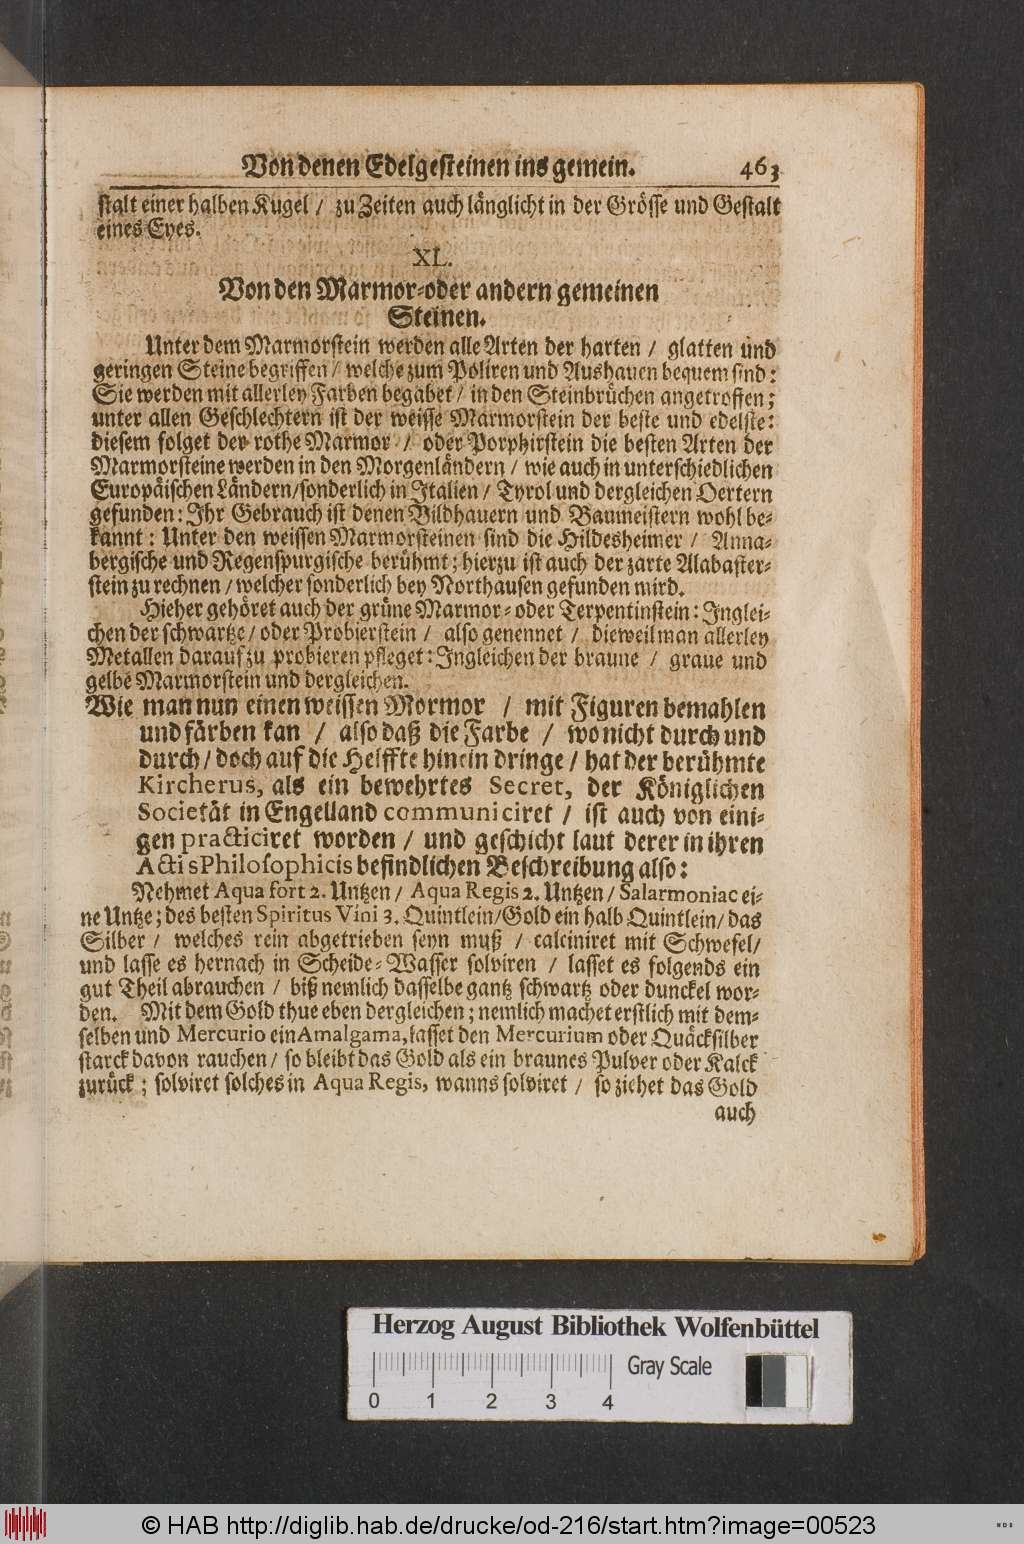 Von denen Edelgesteinen ins gemein. 463
stalt einer halben Kugel / zu Zeiten auch länglicht in der Grösse und Gestalt
eines Eyes.
XL.
Von den Marmor-oder andern gemeinen
Steinen.
Unter dem Marmorstein werden alle Arten der harten / glatten und
geringen Steine begriffen / welche zum Poliren und Aushauen bequem sind:
Sie werden mit allerley Farben begabet / in den Steinbrüchen angetroffen;
unter allen Geschlechtern ist der weisse Marmorstein der beste und edelste:
diesem folget der rothe Marmor / oder Porphirstein die besten Arten der
Marmorsteine werden in den Morgenländern / wie auch in unterschiedlichen
Europäischen Ländern/sonderlich in Italien / Tyrol und dergleichen Oertern
gefunden: Ihr Gebrauch ist denen Bildhauern und Baumeistern wohl be-
kannt: Unter den weissen Marmorsteinen sind die Hildesheimer / Anna-
bergische und Regenspurgische berühmt; hierzu ist auch der zarte Alabaster-
stein zu rechnen / welcher sonderlich bey Northausen gefunden wird.
Hieher gehöret auch der grüne Marmor- oder Terpentinstein: Inglei-
chen der schwartze / oder Probierstein / also genennet / dieweil man allerley
Metallen darauf zu probieren pfleget: Ingleichen der braune / graue und
gelbe Marmorstein und dergleichen.
Wie man nun einen weissen Mormor / mit Figuren bemahlen
und färben kan / also daß die Farbe / wo nicht durch und
durch / doch auf die Helffte hinein dringe / hat der berühmte
Kircherus, als ein bewehrtes Secret, der Königlichen
Societät in Engelland communiciret / ist auch von eini-
gen practiciret worden / und geschicht laut derer in ihren
Actis Philosophicis befindlichen Beschreibung also:
Nehmet Aqua fort 2. Untzen / Aqua Regis 2. Untzen / Salarmoniac ei-
ne Untze; des besten Spiritus Vini 3. Quintlein/Gold ein halb Quintlein/das
Silber / welches rein abgetrieben seyn muß / calciniret mit Schwefel/
und lasse es hernach in Scheide-Wasser solviren / lasset es folgends ein
gut Theil abrauchen / biß nemlich dasselbe gantz schwartz oder dunckel wor-
den. Mit dem Gold thue eben dergleichen; nemlich machet erstlich mit dem-
selben und Mercurio ein Amalgama, lasset den Mercurium oder Quäcksilber
starck davon rauchen / so bleibt das Gold als ein braunes Pulver oder Kalck
zurück; solviret solches in Aqua Regis, wanns solviret / so ziehet das Gold
auch
Herzog August Bibliothek Wolfenbüttel
Gray Scale
0 1 2 3 4
© HAB http://diglib.hab.de/drucke/od-216/start.htm?image=00523